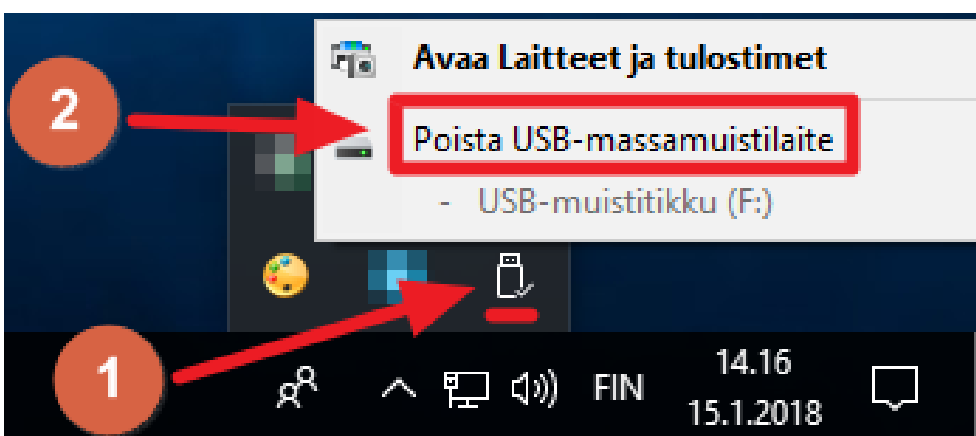 Avaa Laitteet ja tulostimet
2
Poista USB-massamuistilaite
- USB-muistitikku (F:)
1
FIN
14.16
15.1.2018